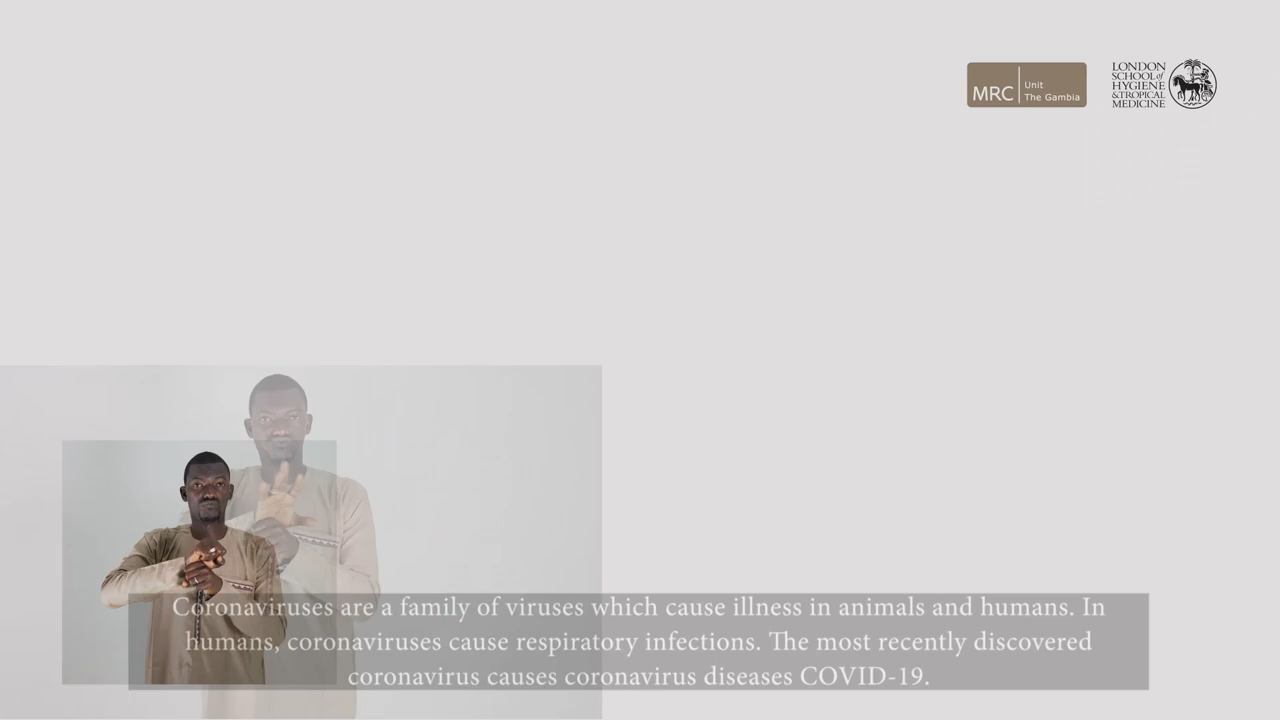 MRC
Unit
The Gambia
LONDON
SCHOOL of
HYGIENE
& TROPICAL
MEDICINE
Coronaviruses are a family of viruses which cause illness in animals and humans. In
humans, coronaviruses cause respiratory infections. The most recently discovered
coronavirus causes coronavirus diseases COVID-19.